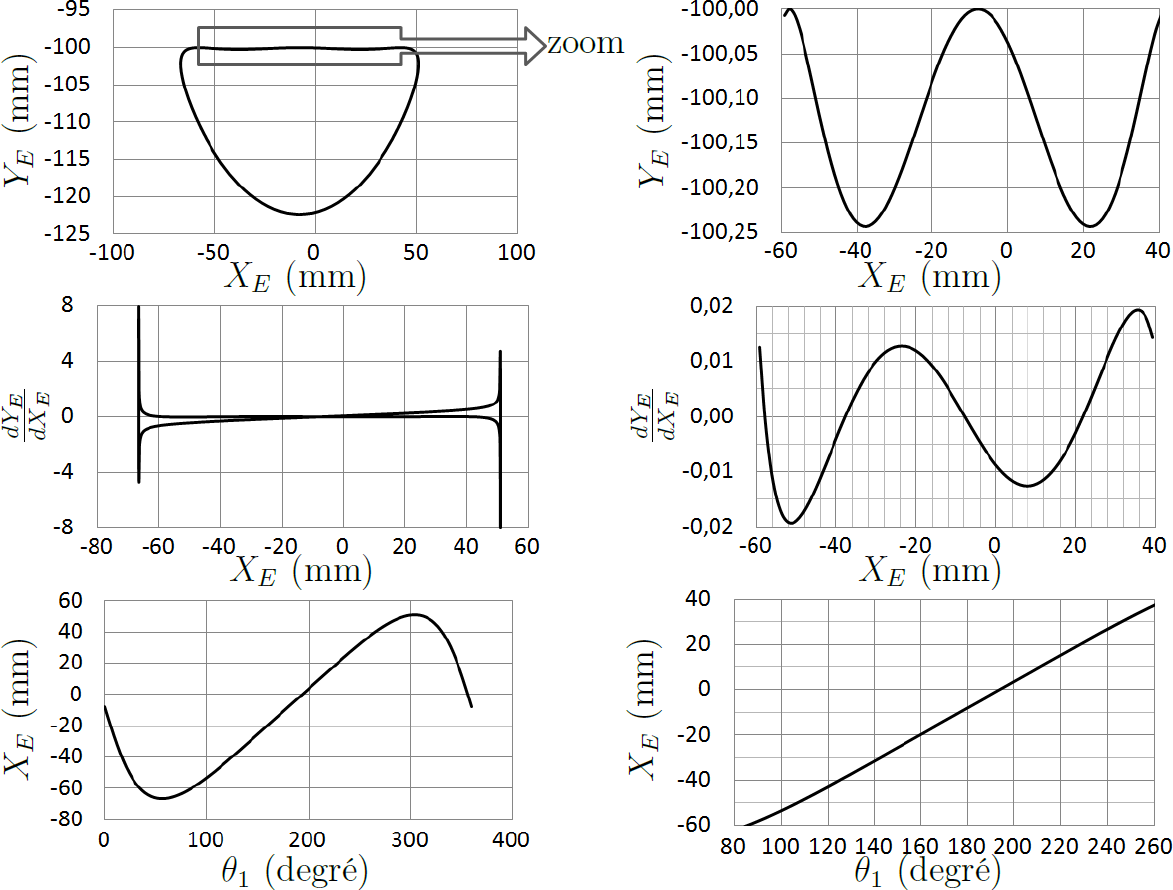 -95
-100
-105
-110
-115
-120
-125
-100 -50 0 50 100
Y_E (mm)
X_E (mm)
zoom
-100,00
-100,05
-100,10
-100,15
-100,20
-100,25
-60 -40 -20 0 20 40
Y_E (mm)
X_E (mm)
8
4
0
-4
-8
-80 -60 -40 -20 0 20 40 60
dY_E
dX_E
X_E (mm)
0,02
0,01
0,00
-0,01
-0,02
-60 -40 -20 0 20 40
dY_E
dX_E
X_E (mm)
60
40
20
0
-20
-40
-60
-80
0 100 200 300 400
X_E (mm)
θ_1 (degré)
40
20
0
-20
-40
-60
80 100 120 140 160 180 200 220 240 260
X_E (mm)
θ_1 (degré)